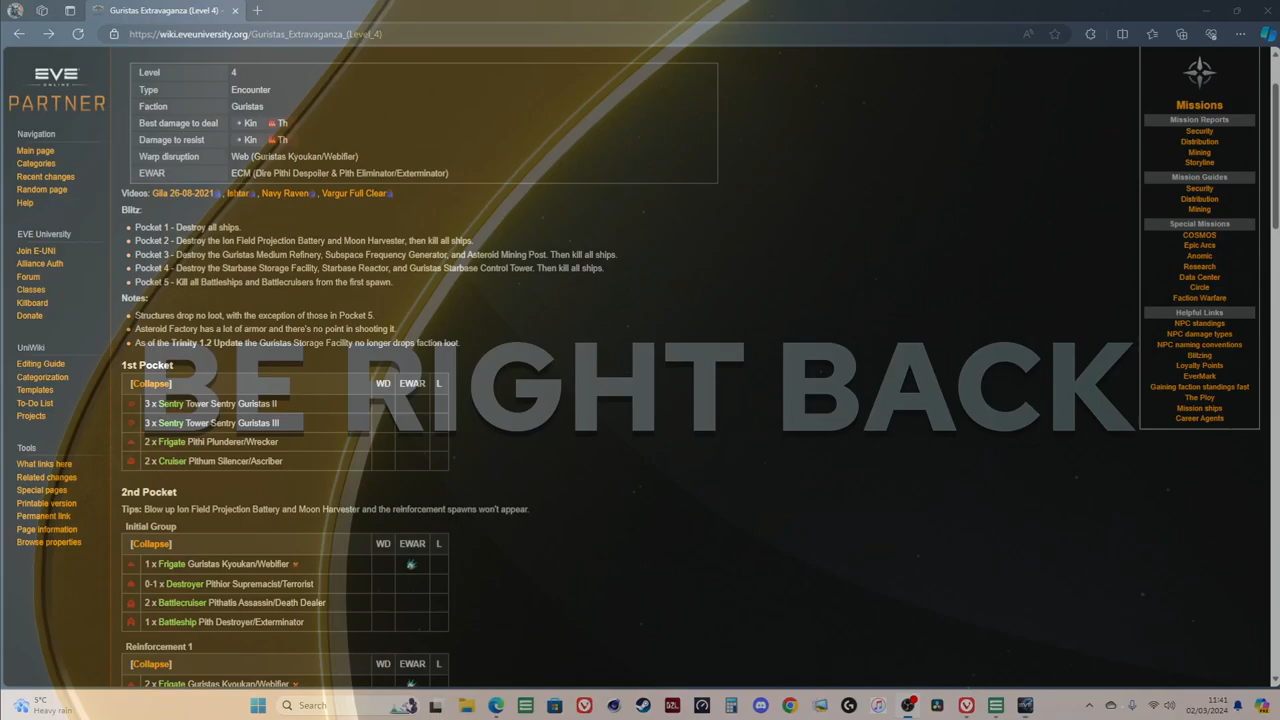 Guristas Extravaganza (Level 4)
https://wiki.eveuniversity.org/Guristas_Extravaganza_(Level_4)
EVE
ONLINE
PARTNER
Navigation
Main page
Categories
Recent changes
Random page
Help
EVE University
Join E-UNI
Alliance Auth
Forum
Classes
Killboard
Donate
UniWiki
Editing Guide
Categorization
Templates
To-Do List
Projects
Tools
What links here
Related changes
Special pages
Printable version
Permanent link
Page information
Browse properties
Level 4
Type Encounter
Faction Guristas
Best damage to deal Kin Th
Damage to resist Kin Th
Warp disruption Web (Guristas Kyoukan/Webifier)
EWAR ECM (Dire Pithi Despoiler & Pith Eliminator/Exterminator)
Videos: Gila 26-08-2021, Ishtar, Navy Raven, Vargur Full Clear
Blitz:
Pocket 1 - Destroy all ships.
Pocket 2 - Destroy the Ion Field Projection Battery and Moon Harvester, then kill all ships.
Pocket 3 - Destroy the Guristas Medium Refinery, Subspace Frequency Generator, and Asteroid Mining Post. Then kill all ships.
Pocket 4 - Destroy the Starbase Storage Facility, Starbase Reactor, and Guristas Starbase Control Tower. Then kill all ships.
Pocket 5 - Kill all Battleships and Battlecruisers from the first spawn.
Notes:
Structures drop no loot, with the exception of those in Pocket 5.
Asteroid Factory has a lot of armor and there's no point in shooting it.
As of the Trinity 1.2 Update the Guristas Storage Facility no longer drops faction loot.
BE RIGHT BACK
1st Pocket
[Collapse] WD EWAR L
3 x Sentry Tower Sentry Guristas II
3 x Sentry Tower Sentry Guristas III
2 x Frigate Pithi Plunderer/Wrecker
2 x Cruiser Pithum Silencer/Ascriber
2nd Pocket
Tips: Blow up Ion Field Projection Battery and Moon Harvester and the reinforcement spawns won't appear.
Initial Group
[Collapse] WD EWAR L
1 x Frigate Guristas Kyoukan/Webifier
0-1 x Destroyer Pithior Supremacist/Terrorist
2 x Battlecruiser Pithatis Assassin/Death Dealer
1 x Battleship Pith Destroyer/Exterminator
Reinforcement 1
[Collapse] WD EWAR L
2 x Frigate Guristas Kyoukan/Webifier
Missions
Mission Reports
Security
Distribution
Mining
Storyline
Mission Guides
Security
Distribution
Mining
Special Missions
COSMOS
Epic Arcs
Anomic
Research
Data Center
Circle
Faction Warfare
Helpful Links
NPC standings
NPC damage types
NPC naming conventions
Blitzing
Loyalty Points
EverMark
Gaining faction standings fast
The Ploy
Mission ships
Career Agents
5°C
Heavy rain
Search
11:41
02/03/2024